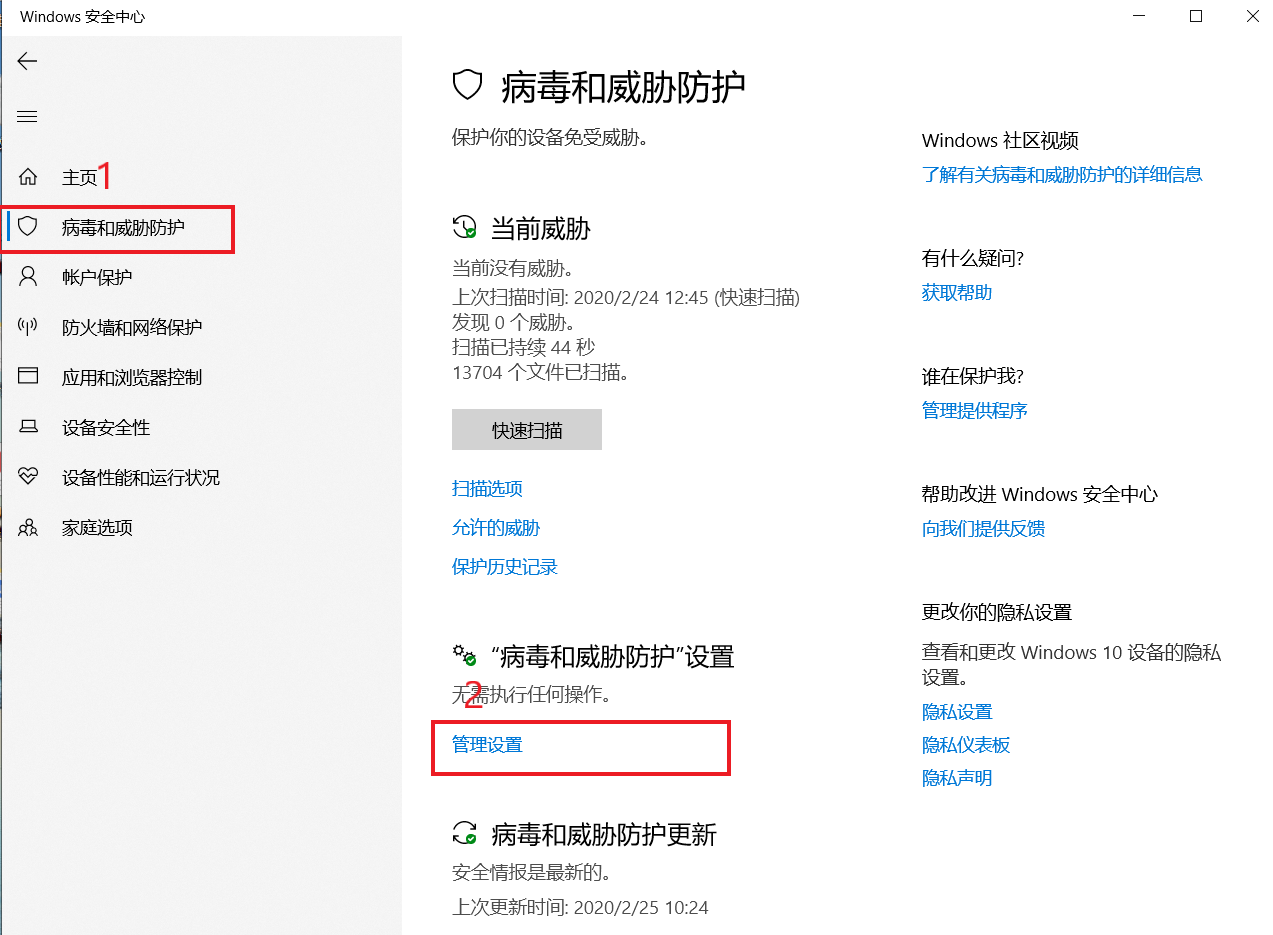 Windows 安全中心
主页
1
病毒和威胁防护
帐户保护
防火墙和网络保护
应用和浏览器控制
设备安全性
设备性能和运行状况
家庭选项
病毒和威胁防护
保护你的设备免受威胁。
当前威胁
当前没有威胁。
上次扫描时间: 2020/2/24 12:45 (快速扫描)
发现 0 个威胁。
扫描已持续 44 秒
13704 个文件已扫描。
快速扫描
扫描选项
允许的威胁
保护历史记录
“病毒和威胁防护”设置
无需执行任何操作。
2
管理设置
病毒和威胁防护更新
安全情报是最新的。
上次更新时间: 2020/2/25 10:24
Windows 社区视频
了解有关病毒和威胁防护的详细信息
有什么疑问?
获取帮助
谁在保护我?
管理提供程序
帮助改进 Windows 安全中心
向我们提供反馈
更改你的隐私设置
查看和更改 Windows 10 设备的隐私
设置。
隐私设置
隐私仪表板
隐私声明